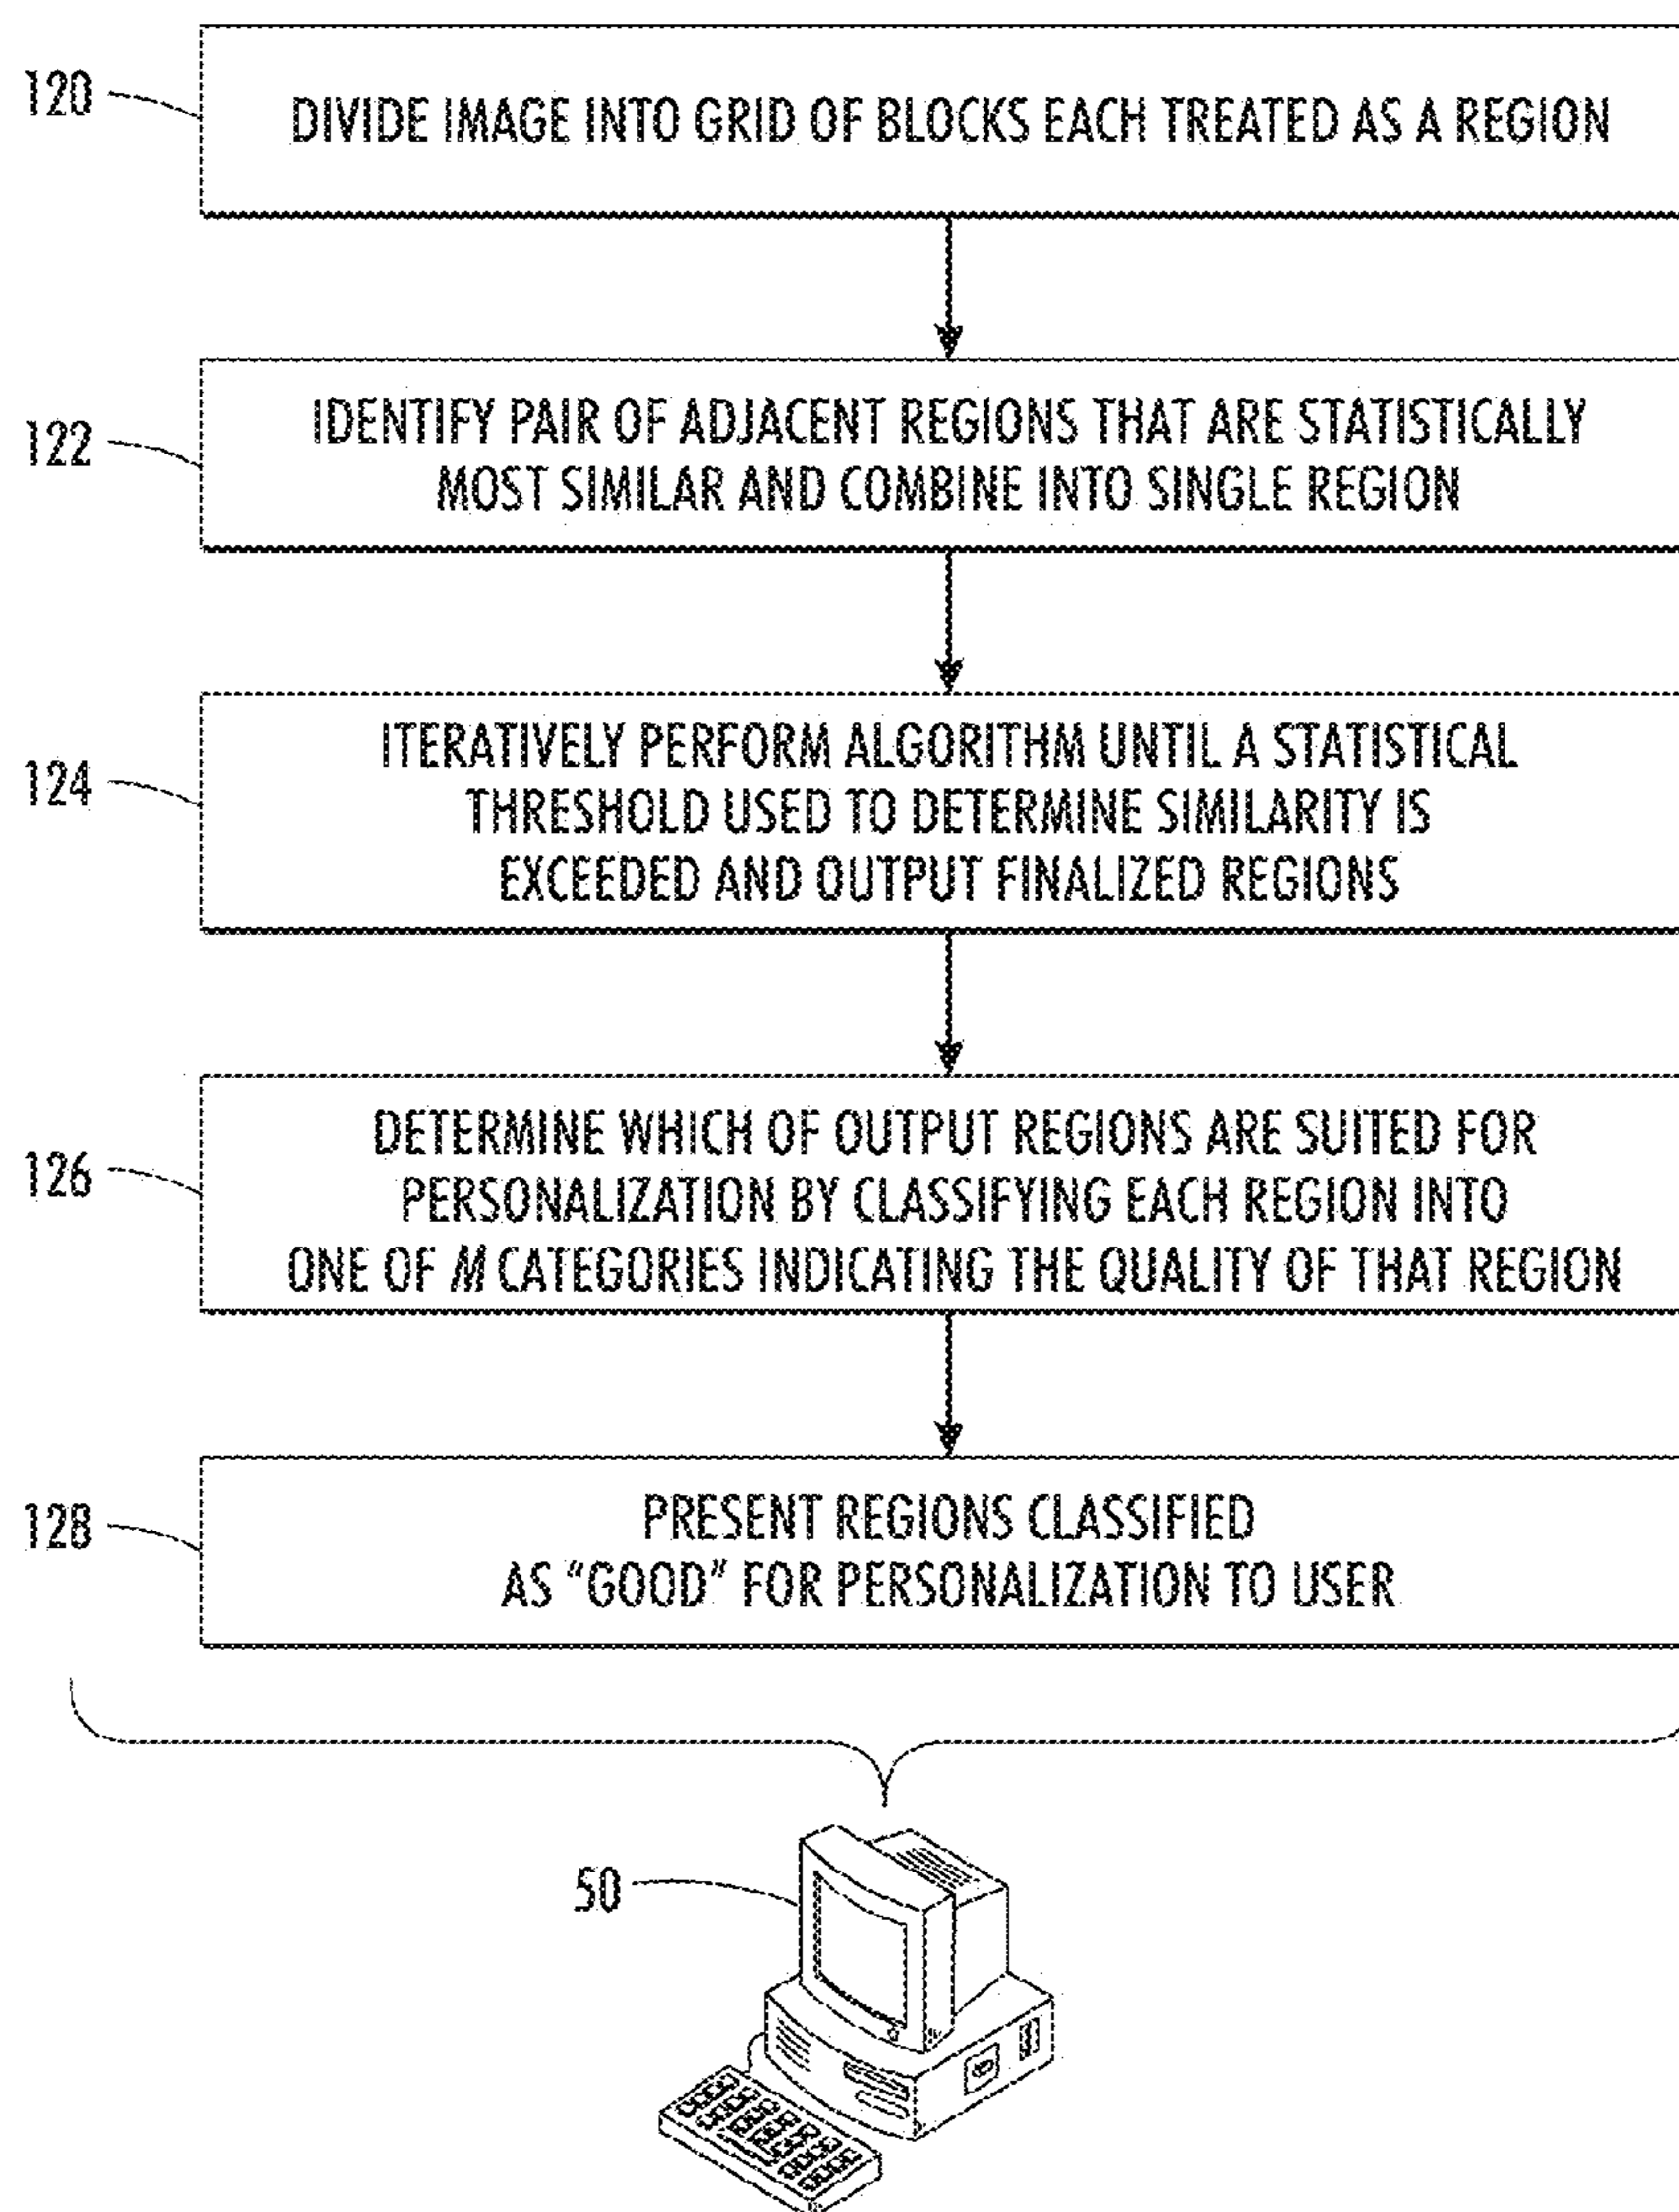 120
DIVIDE IMAGE INTO GRID OF BLOCKS EACH TREATED AS A REGION
122
IDENTIFY PAIR OF ADJACENT REGIONS THAT ARE STATISTICALLY
MOST SIMILAR AND COMBINE INTO SINGLE REGION
124
ITERATIVELY PERFORM ALGORITHM UNTIL A STATISTICAL
THRESHOLD USED TO DETERMINE SIMILARITY IS
EXCEEDED AND OUTPUT FINALIZED REGIONS
126
DETERMINE WHICH OF OUTPUT REGIONS ARE SUITED FOR
PERSONALIZATION BY CLASSIFYING EACH REGION INTO
ONE OF M CATEGORIES INDICATING THE QUALITY OF THAT REGION
128
PRESENT REGIONS CLASSIFIED
AS "GOOD" FOR PERSONALIZATION TO USER
50